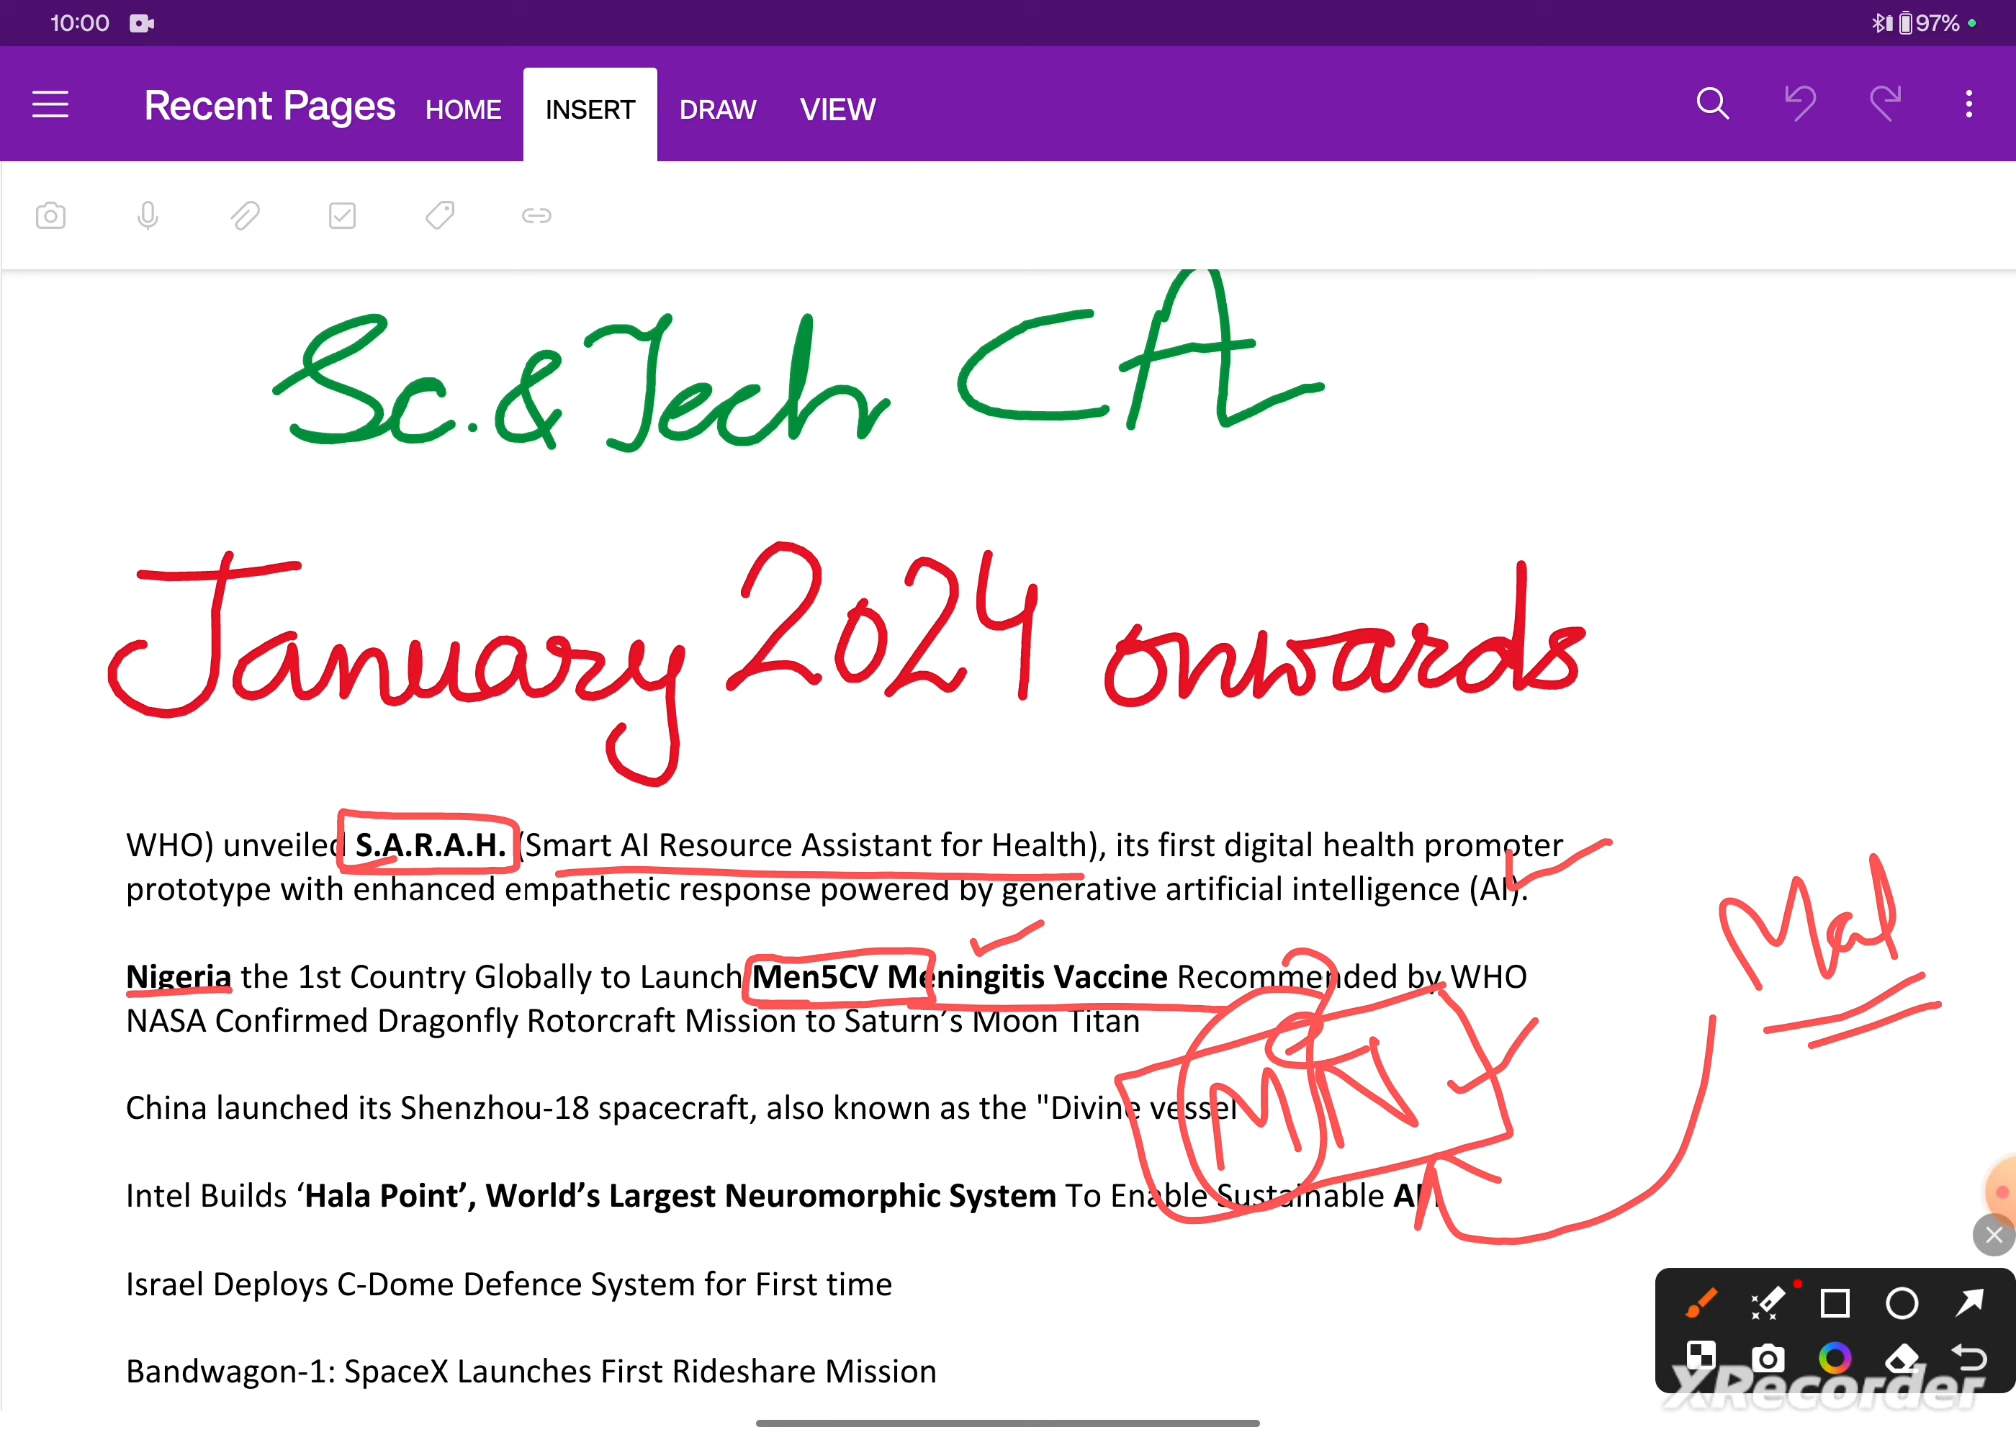 10:00 97%
Recent Pages HOME INSERT DRAW VIEW
Sc. & Tech CA
January 2024 onwards
WHO) unveiled S.A.R.A.H. (Smart AI Resource Assistant for Health), its first digital health promoter
prototype with enhanced empathetic response powered by generative artificial intelligence (AI).
Mal
Nigeria the 1st Country Globally to Launch Men5CV Meningitis Vaccine Recommended by WHO
NASA Confirmed Dragonfly Rotorcraft Mission to Saturn's Moon Titan
MN
China launched its Shenzhou-18 spacecraft, also known as the "Divine vessel
Intel Builds ‘Hala Point’, World’s Largest Neuromorphic System To Enable Sustainable AI
Israel Deploys C-Dome Defence System for First time
Bandwagon-1: SpaceX Launches First Rideshare Mission
XRecorder